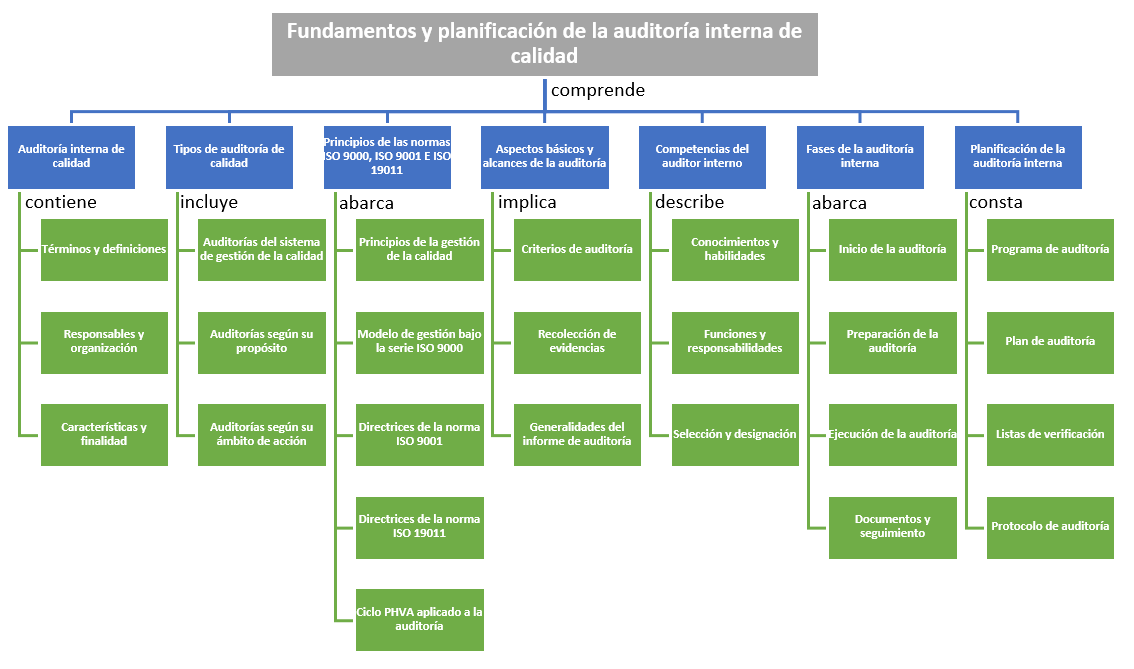 Fundamentos y planificación de la auditoría interna de
calidad
comprende
Auditoría interna de
calidad
contiene
Términos y definiciones
Responsables y
organización
Características y
finalidad
Tipos de auditoría de
calidad
incluye
Auditorías del sistema
de gestión de la calidad
Auditorías según su
propósito
Auditorías según su
ámbito de acción
Principios de las normas
ISO 9000, ISO 9001 E ISO
19011
abarca
Principios de la gestión
de la calidad
Modelo de gestión bajo
la serie ISO 9000
Directrices de la norma
ISO 9001
Directrices de la norma
ISO 19011
Ciclo PHVA aplicado a la
auditoría
Aspectos básicos y
alcances de la auditoría
implica
Criterios de auditoría
Recolección de
evidencias
Generalidades del
informe de auditoría
Competencias del
auditor interno
describe
Conocimientos y
habilidades
Funciones y
responsabilidades
Selección y designación
Fases de la auditoría
interna
abarca
Inicio de la auditoría
Preparación de la
auditoría
Ejecución de la auditoría
Documentos y
seguimiento
Planificación de la
auditoría interna
consta
Programa de auditoría
Plan de auditoría
Listas de verificación
Protocolo de auditoría